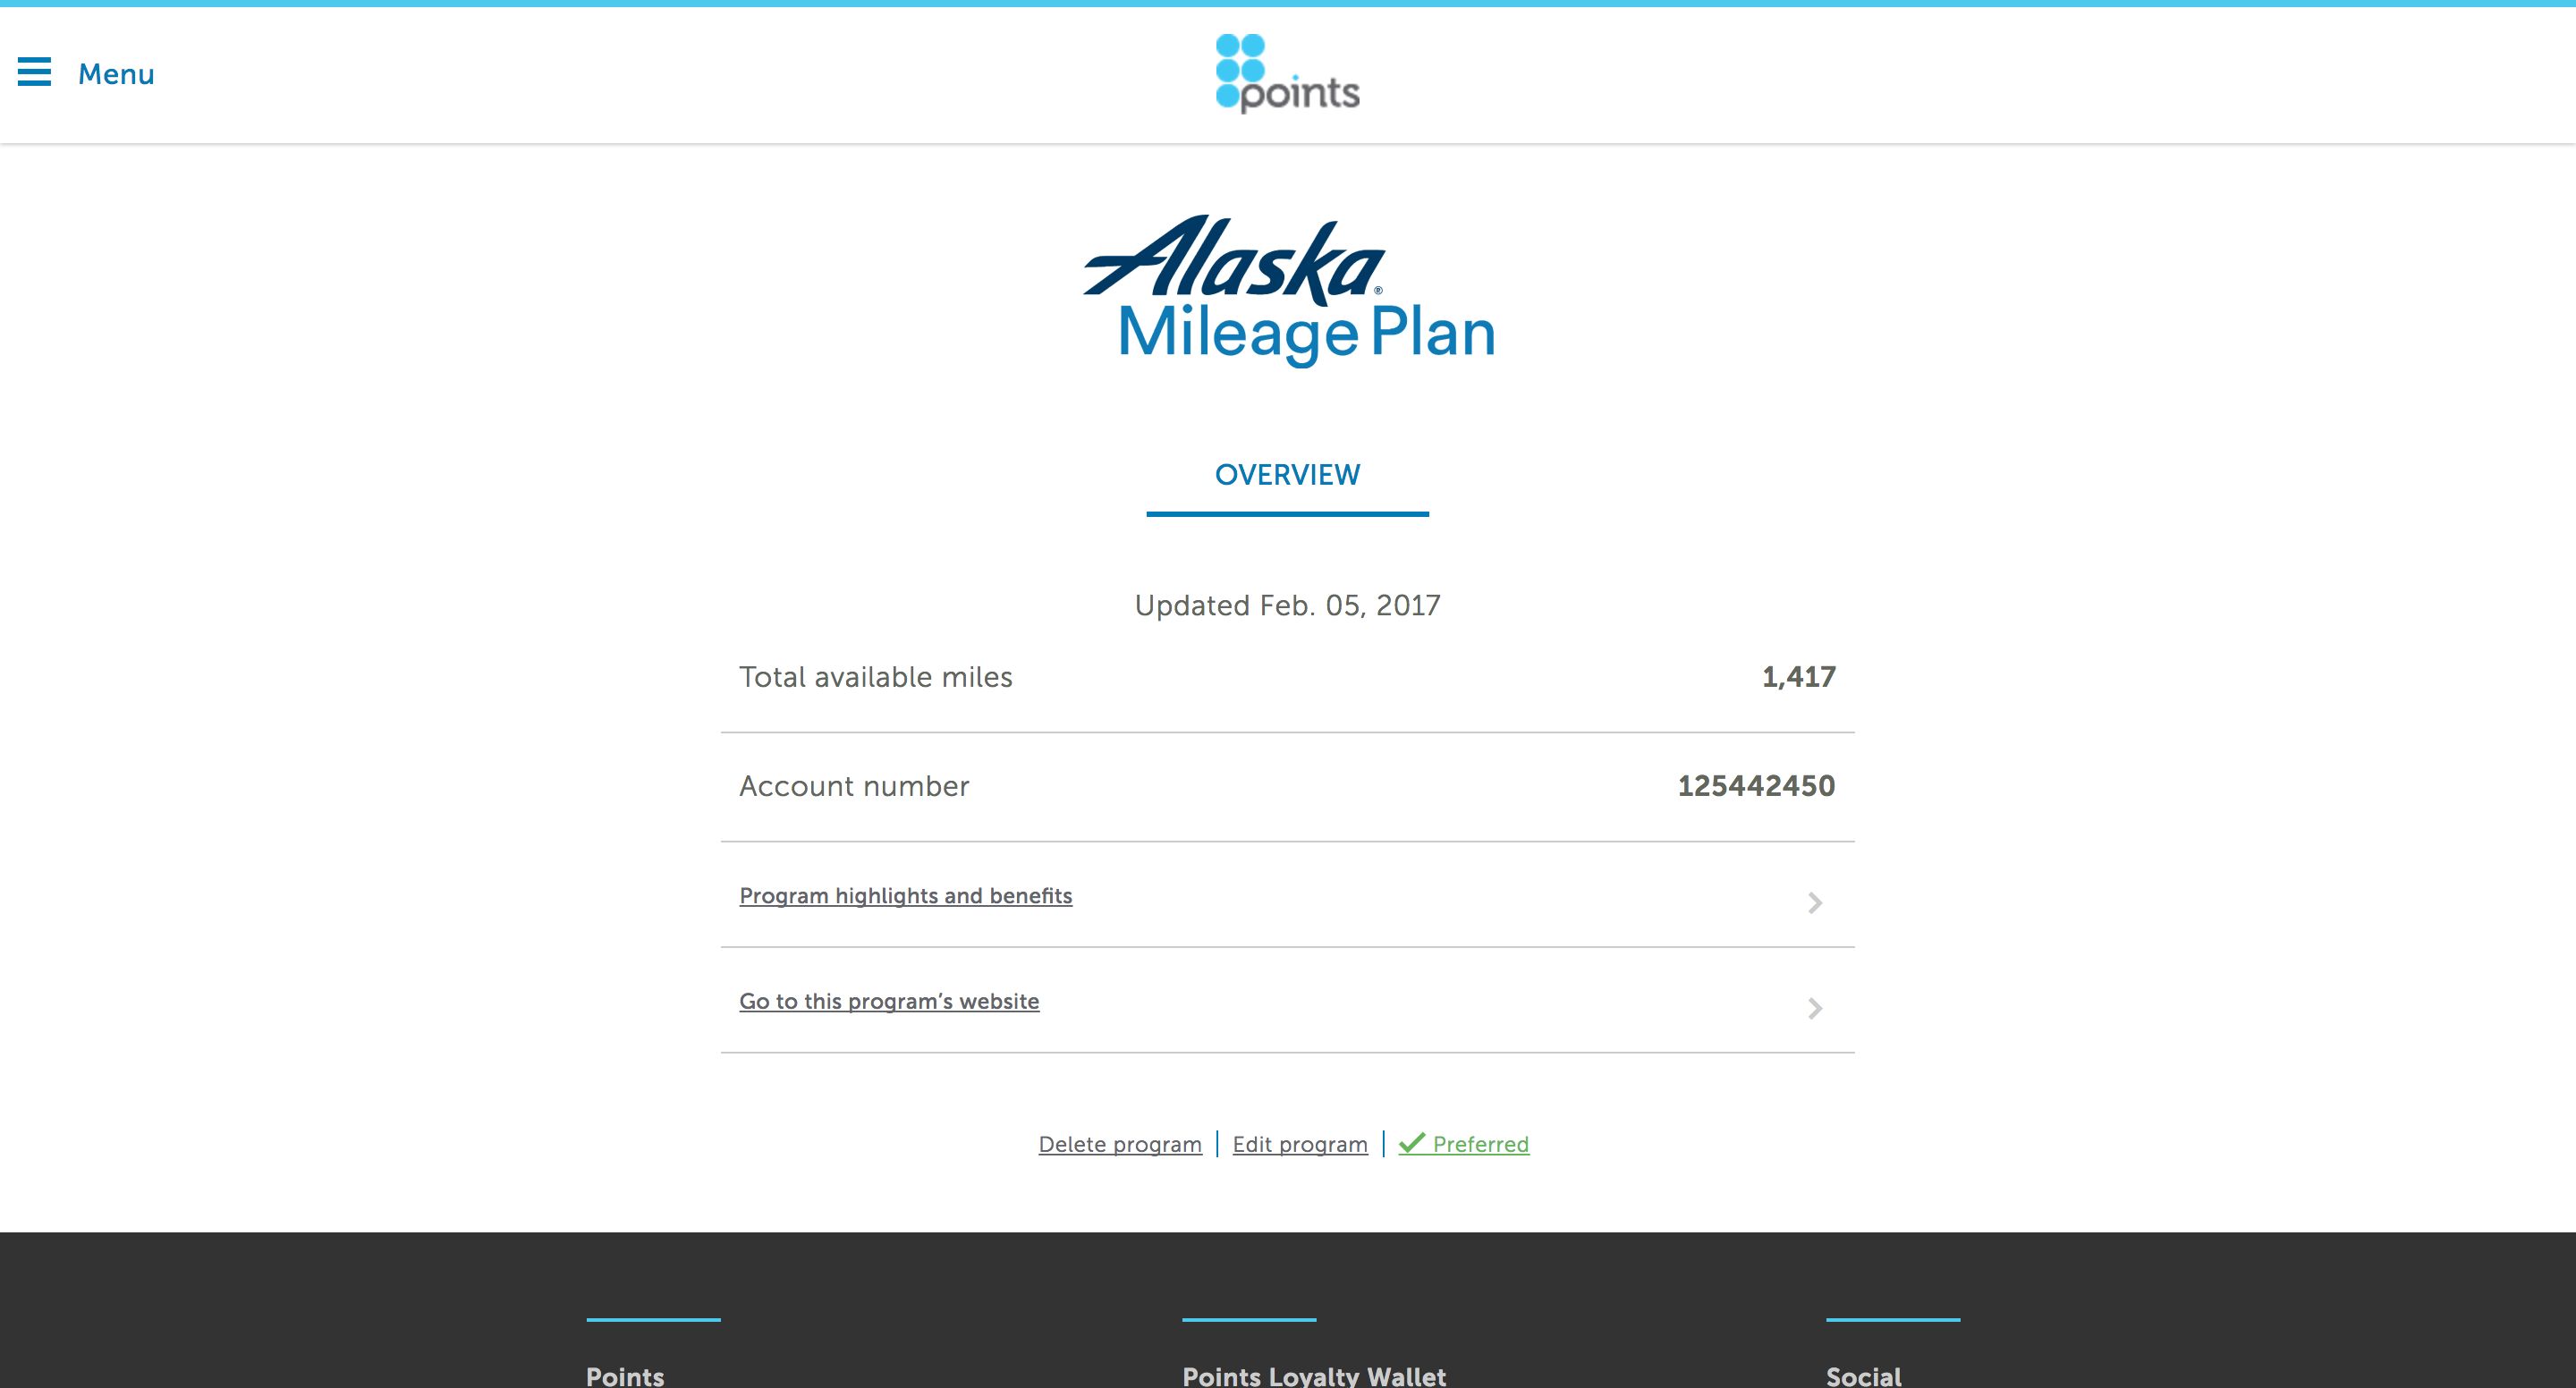 Menu
points
Alaska®
Mileage Plan
OVERVIEW
Updated Feb. 05, 2017
Total available miles 1,417
Account number 125442450
Program highlights and benefits
Go to this program’s website
Delete program Edit program Preferred
Points Points Loyalty Wallet Social